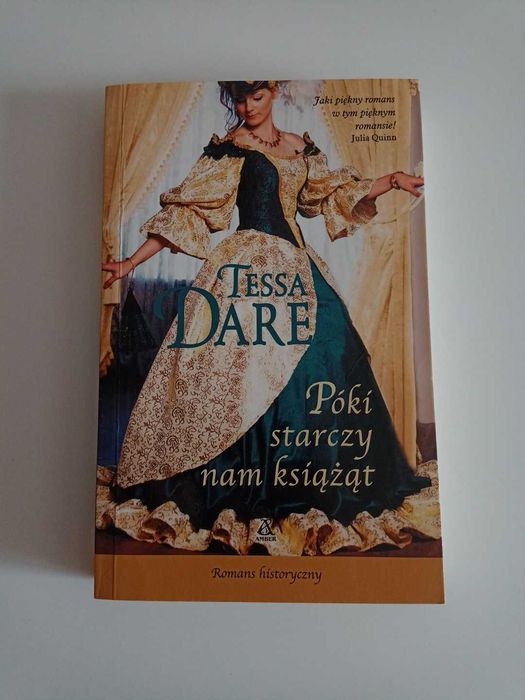 Jaki piękny romans
w tym pięknym
romansie!
Julia Quinn
TESSA
DARE
Póki
starczy
nam książąt
AMBER
Romans historyczny